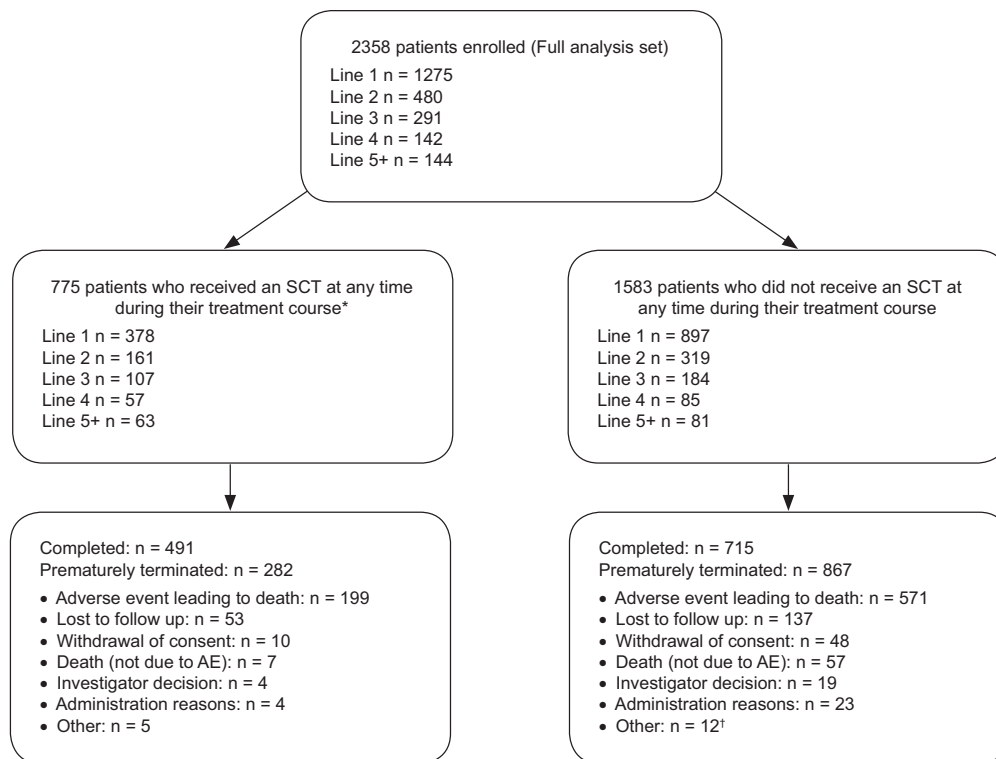 2358 patients enrolled (Full analysis set)
Line 1 n = 1275
Line 2 n = 480
Line 3 n = 291
Line 4 n = 142
Line 5+ n = 144
775 patients who received an SCT at any time
during their treatment course*
Line 1 n = 378
Line 2 n = 161
Line 3 n = 107
Line 4 n = 57
Line 5+ n = 63
1583 patients who did not receive an SCT at
any time during their treatment course
Line 1 n = 897
Line 2 n = 319
Line 3 n = 184
Line 4 n = 85
Line 5+ n = 81
Completed: n = 491
Prematurely terminated: n = 282
• Adverse event leading to death: n = 199
• Lost to follow up: n = 53
• Withdrawal of consent: n = 10
• Death (not due to AE): n = 7
• Investigator decision: n = 4
• Administration reasons: n = 4
• Other: n = 5
Completed: n = 715
Prematurely terminated: n = 867
• Adverse event leading to death: n = 571
• Lost to follow up: n = 137
• Withdrawal of consent: n = 48
• Death (not due to AE): n = 57
• Investigator decision: n = 19
• Administration reasons: n = 23
• Other: n = 12†